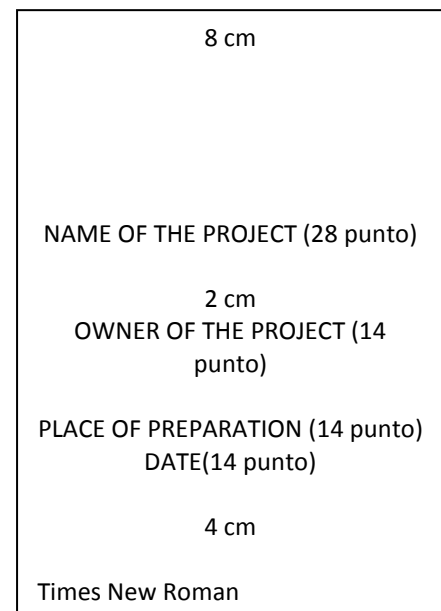 8 cm
NAME OF THE PROJECT (28 punto)
2 cm
OWNER OF THE PROJECT (14
punto)
PLACE OF PREPARATION (14 punto)
DATE(14 punto)
4 cm
Times New Roman